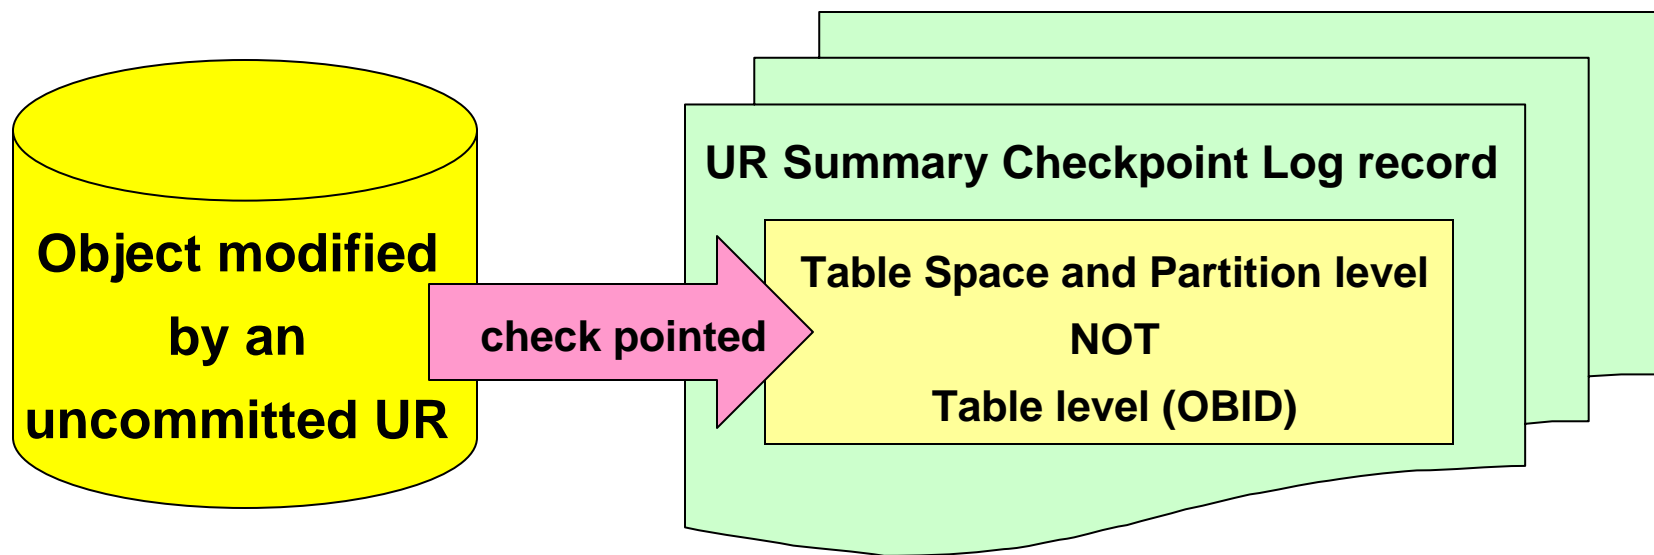 Object modified
by an
uncommitted UR
check pointed
UR Summary Checkpoint Log record
Table Space and Partition level
NOT
Table level (OBID)